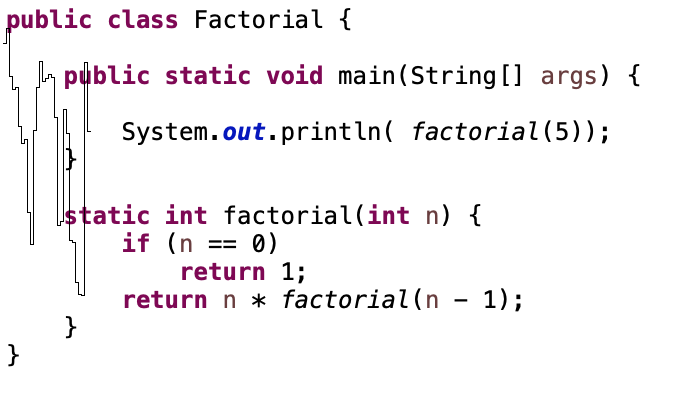 public class Factorial {
public static void main(String[] args) {
System.out.println( factorial(5));
}
static int factorial(int n) {
if (n == 0)
return 1;
return n * factorial(n - 1);
}
}